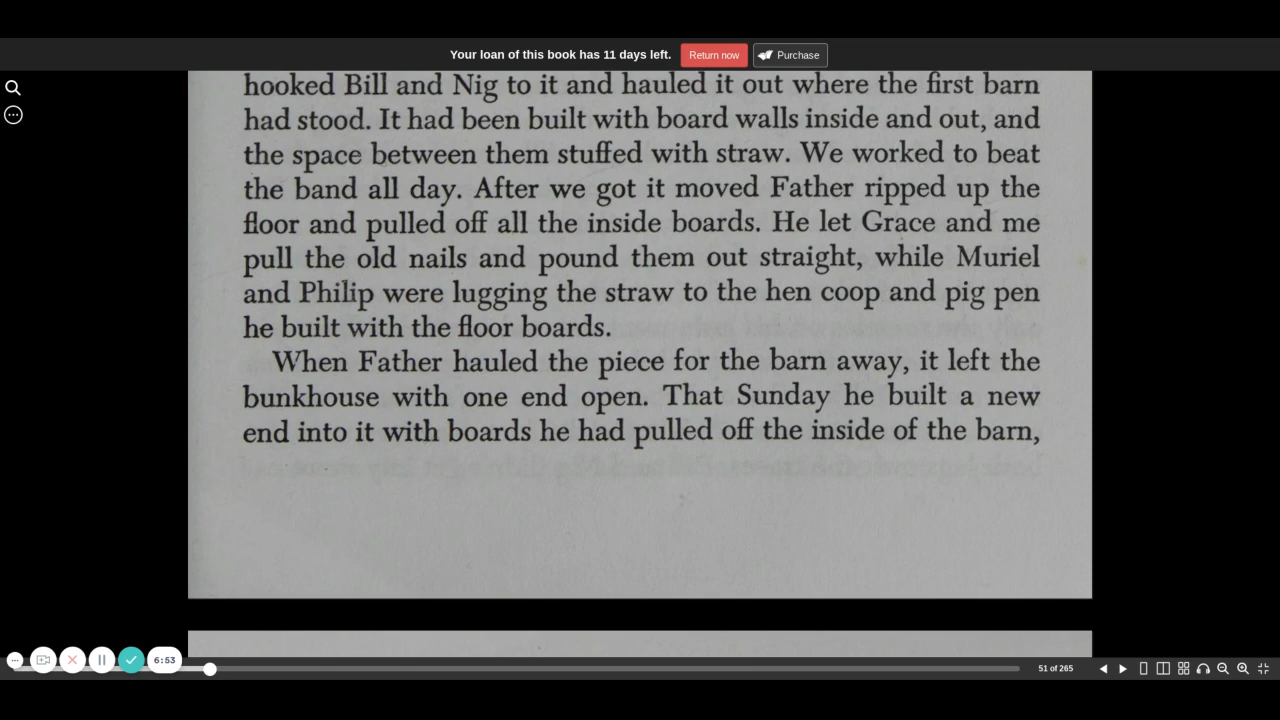 Your loan of this book has 11 days left. Return now Purchase
hooked Bill and Nig to it and hauled it out where the first barn
had stood. It had been built with board walls inside and out, and
the space between them stuffed with straw. We worked to beat
the band all day. After we got it moved Father ripped up the
floor and pulled off all the inside boards. He let Grace and me
pull the old nails and pound them out straight, while Muriel
and Philip were lugging the straw to the hen coop and pig pen
he built with the floor boards.
When Father hauled the piece for the barn away, it left the
bunkhouse with one end open. That Sunday he built a new
end into it with boards he had pulled off the inside of the barn,
6:53
51 of 265